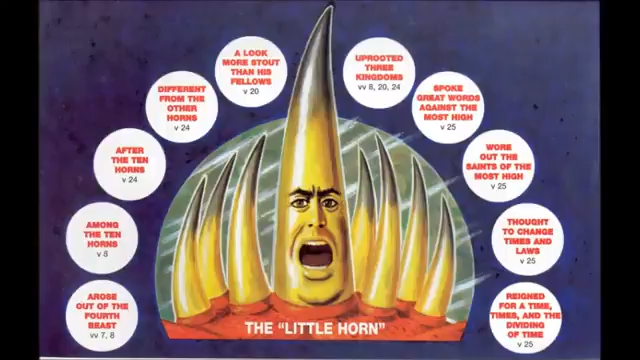 A LOOK
MORE STOUT
THAN HIS
FELLOWS
v 20
UPROOTED
THREE
KINGDOMS
vv 8, 20, 24
DIFFERENT
FROM THE
OTHER
HORNS
v 24
SPOKE
GREAT WORDS
AGAINST THE
MOST HIGH
v 25
AFTER
THE TEN
HORNS
v 24
WORE
OUT THE
SAINTS OF THE
MOST HIGH
v 25
AMONG
THE TEN
HORNS
v 8
THOUGHT
TO CHANGE
TIMES AND
LAWS
v 25
AROSE
OUT OF THE
FOURTH
BEAST
vv 7, 8
REIGNED
FOR A TIME,
TIMES, AND THE
DIVIDING
OF TIME
v 25
THE "LITTLE HORN"